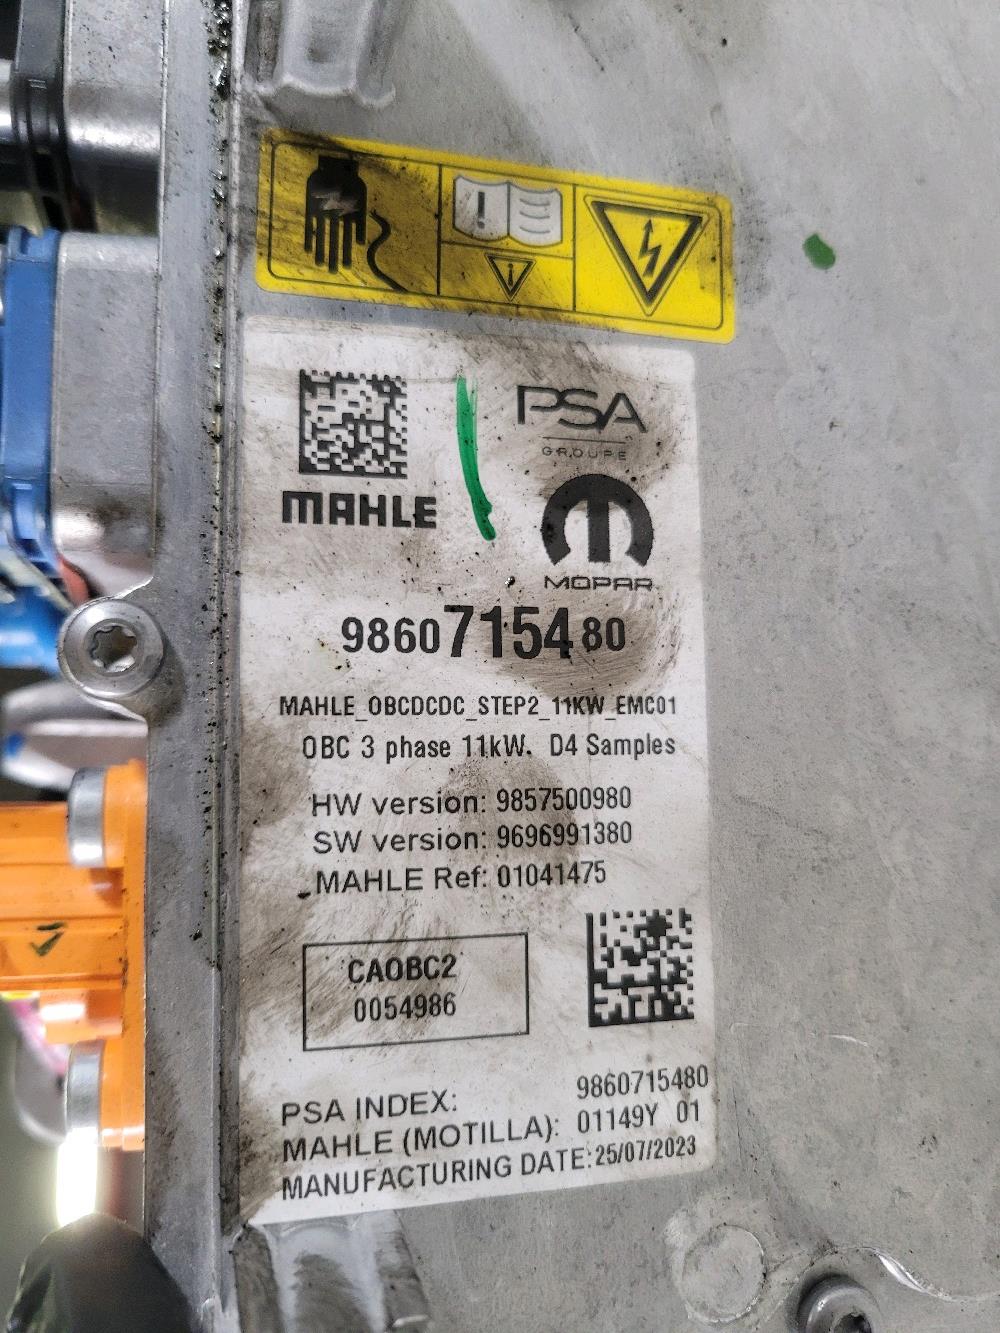 PSA
GROUPE
MAHLE
MOPAR
9860715480
MAHLE_OBCDCDC_STEP2_11KW_EMC01
OBC 3 phase 11kW. D4 Samples
HW version: 9857500980
SW version: 9696991380
MAHLE Ref: 01041475
CAOBC2
0054986
PSA INDEX: 9860715480
MAHLE (MOTILLA): 01149Y 01
MANUFACTURING DATE: 25/07/2023